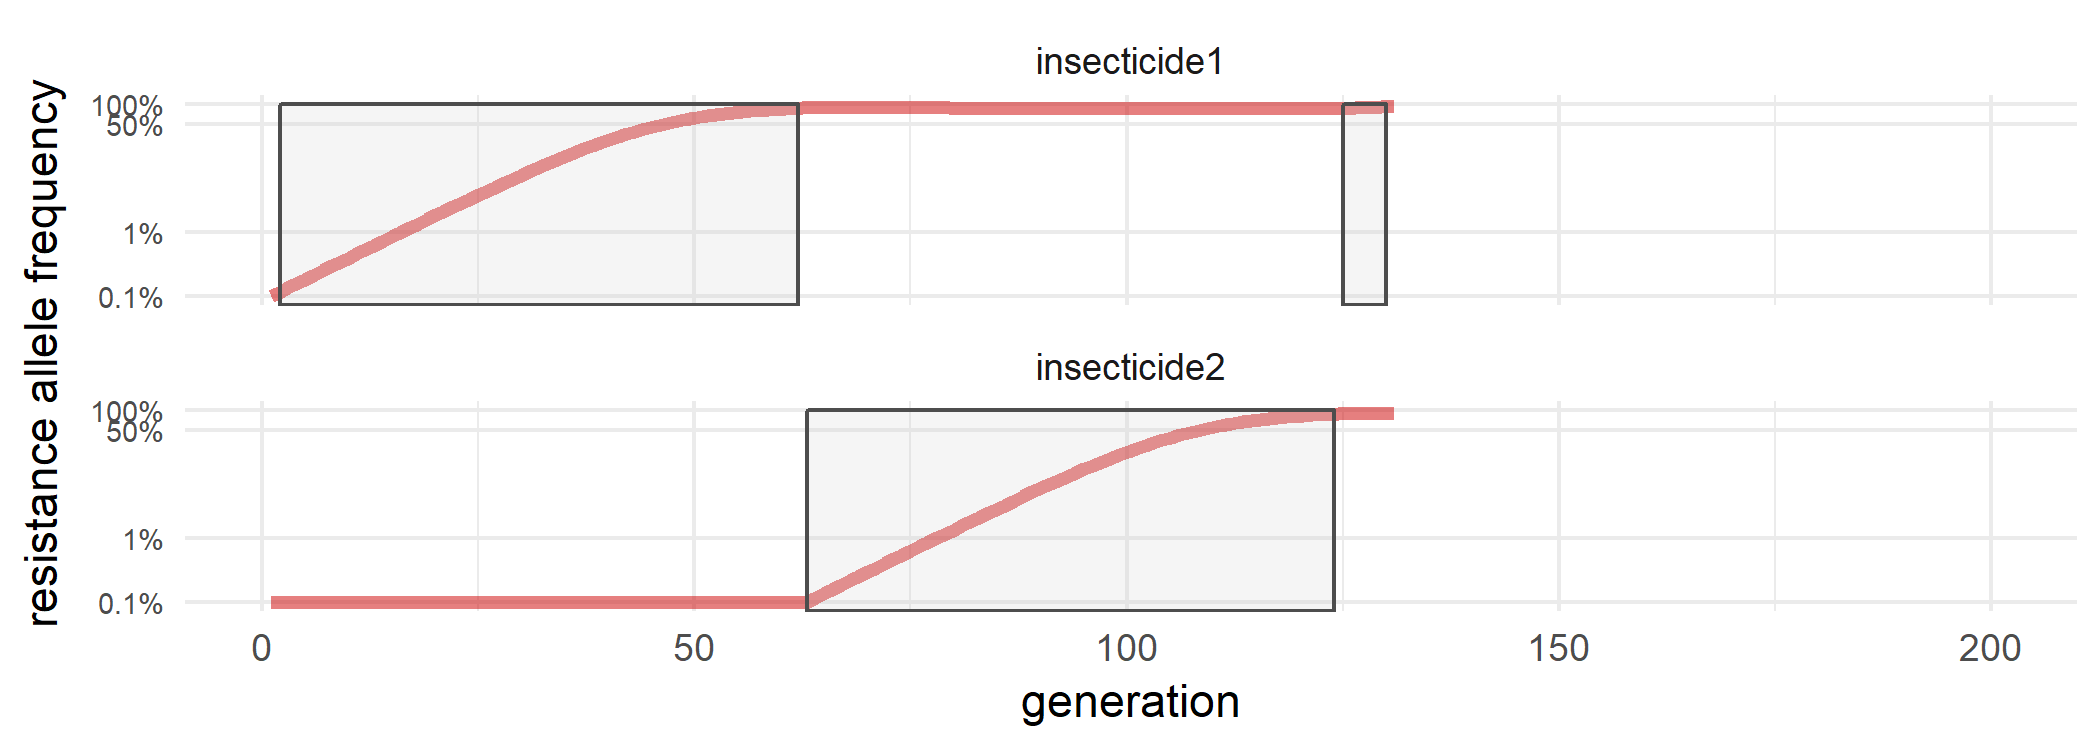 insecticide1
100%
50%
1%
0.1%
insecticide2
100%
50%
1%
0.1%
0 50 100 150 200
generation
resistance allele frequency